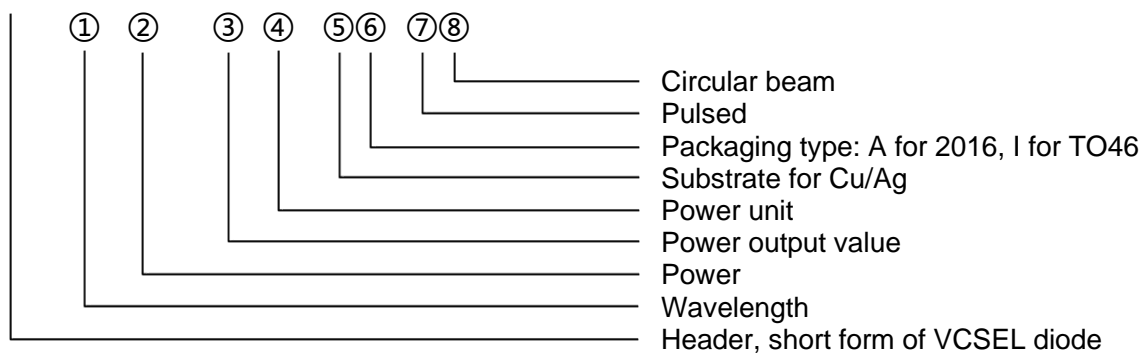 ① ② ③ ④ ⑤⑥ ⑦⑧
Circular beam
Pulsed
Packaging type: A for 2016, I for TO46
Substrate for Cu/Ag
Power unit
Power output value
Power
Wavelength
Header, short form of VCSEL diode